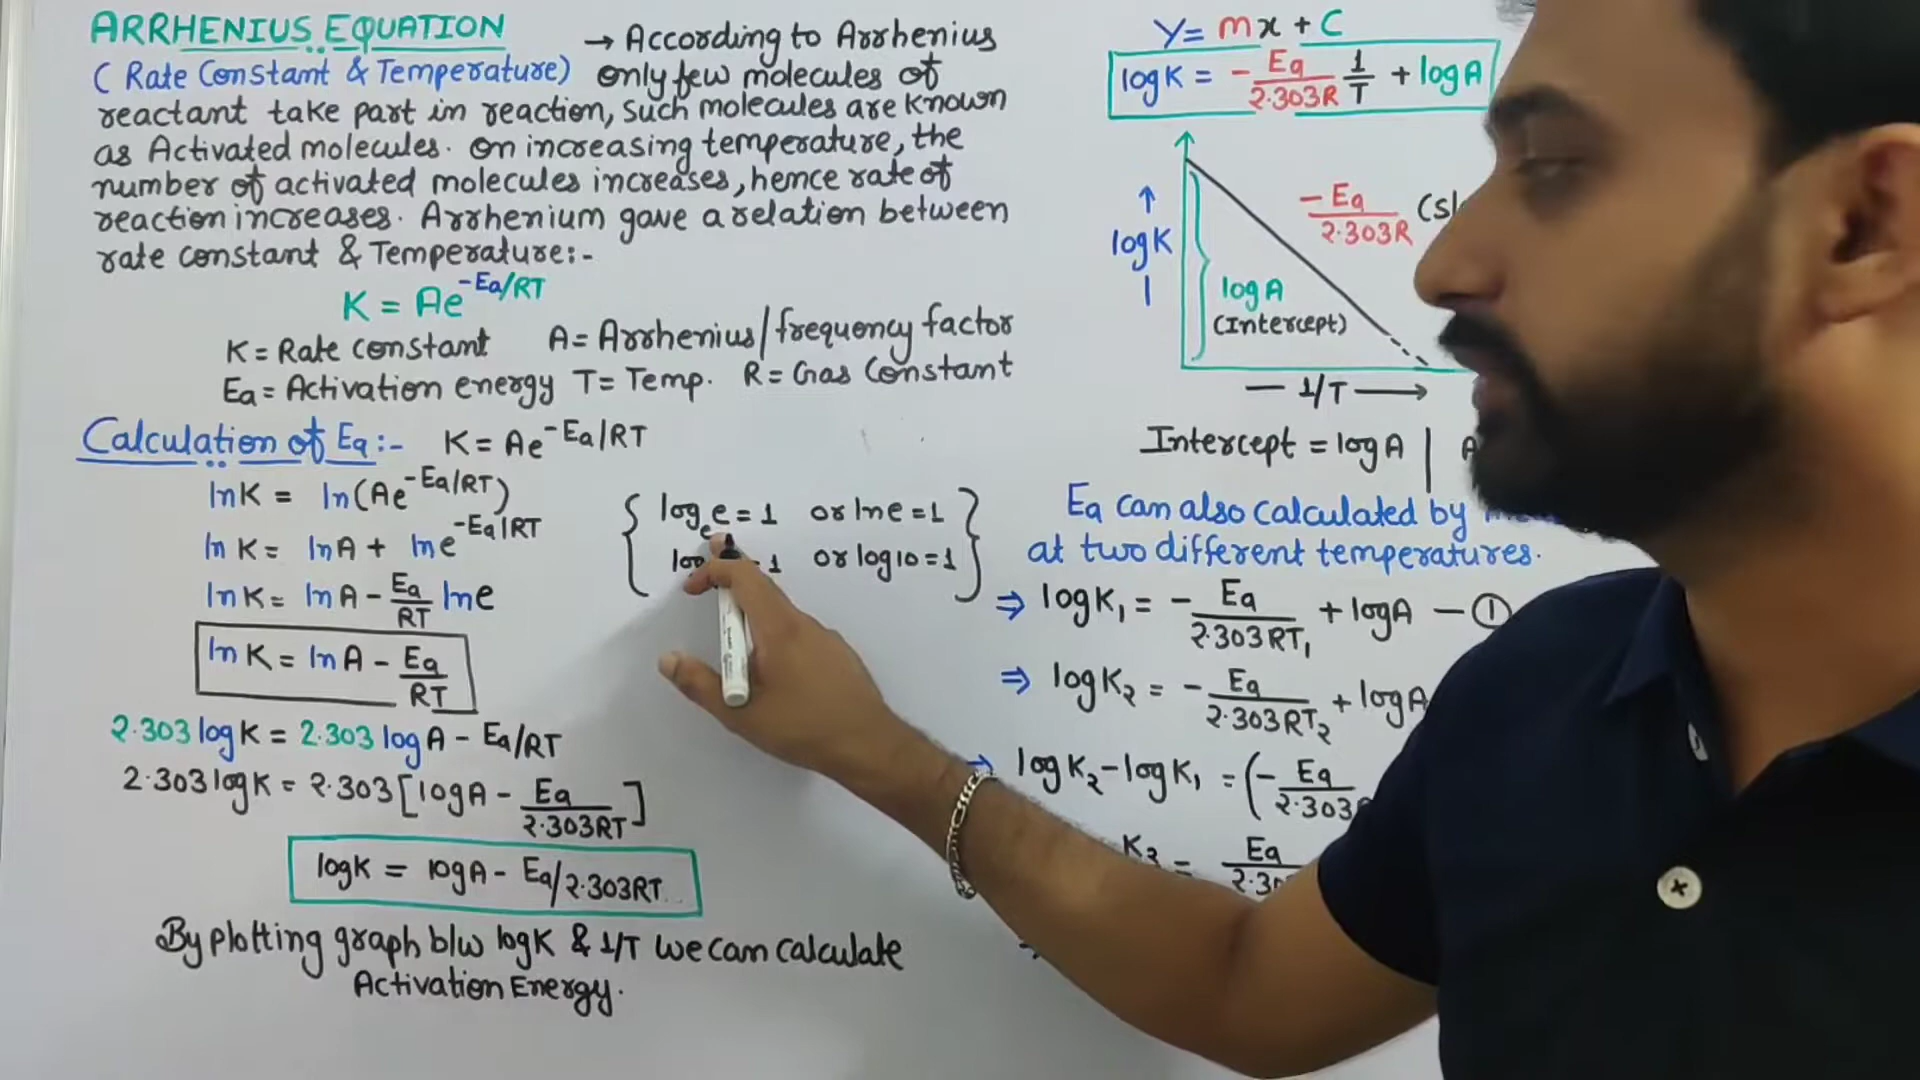 ARRHENIUS EQUATION
(Rate Constant & Temperature)
→ According to Arrhenius
only few molecules of
reactant take part in reaction, such molecules are known
as Activated molecules. on increasing temperature, the
number of activated molecules increases, hence rate of
reaction increases. Arrhenium gave a relation between
rate constant & Temperature:-
K = Ae^-Ea/RT
K = Rate constant A = Arrhenius/frequency factor
Ea = Activation energy T = Temp. R = Gas Constant
Calculation of Ea:- K = Ae^-Ea/RT
lnK = ln(Ae^-Ea/RT)
ln K = lnA + lne^-Ea/RT
lnK = lnA - Ea/RT lne
lnK = lnA - Ea/RT
2.303 logK = 2.303 logA - Ea/RT
2.303 logK = 2.303 [logA - Ea/2.303RT]
logK = logA - Ea/2.303RT
By plotting graph b/w logK & 1/T we can calculate
Activation Energy.
{ log_e e = 1 or lne = 1 }
1 or log10 = 1
Y = mx + C
logK = - Ea/2.303R 1/T + logA
↑
logK
-Ea/2.303R
logA
(Intercept)
— 1/T →
Intercept = logA |
Ea can also calculated by
at two different temperatures.
⇒ logK₁ = - Ea/2.303RT₁ + logA — ①
⇒ logK₂ = - Ea/2.303RT₂ + logA
logK₂ - logK₁ = (- Ea/2.303
K₂ = Ea